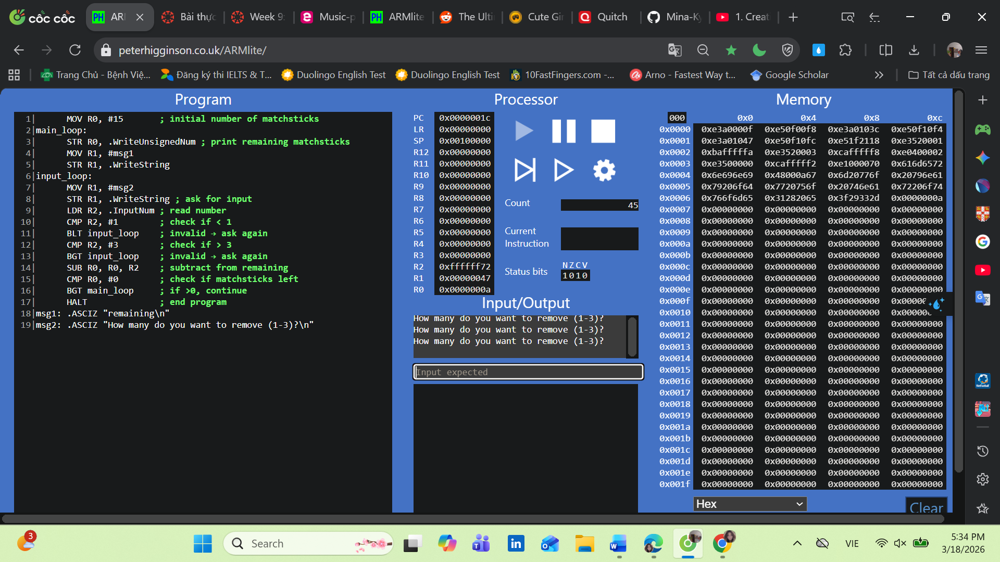 cốc cốc
PH AR
Bài thực
Week 9:
Music-p
PH ARMlite
The Ulti
Cute Gir
Quitch
Mina-Ky
1. Creat
peterhigginson.co.uk/ARMlite/
Trang Chủ - Bệnh Việ...
Đăng ký thi IELTS & T...
Duolingo English Test
Duolingo English Test
10FastFingers.com -...
Arno - Fastest Way t...
Google Scholar
Tất cả dấu trang
Program
1| MOV R0, #15 ; initial number of matchsticks
2|main_loop:
3| STR R0, .WriteUnsignedNum ; print remaining matchsticks
4| MOV R1, #msg1
5| STR R1, .WriteString
6|input_loop:
7| MOV R1, #msg2
8| STR R1, .WriteString ; ask for input
9| LDR R2, .InputNum ; read number
10| CMP R2, #1 ; check if < 1
11| BLT input_loop ; invalid → ask again
12| CMP R2, #3 ; check if > 3
13| BGT input_loop ; invalid → ask again
14| SUB R0, R0, R2 ; subtract from remaining
15| CMP R0, #0 ; check if matchsticks left
16| BGT main_loop ; if >0, continue
17| HALT ; end program
18|msg1: .ASCIZ "remaining\n"
19|msg2: .ASCIZ "How many do you want to remove (1-3)?\n"
Processor
PC 0x0000001c
LR 0x00000000
SP 0x00100000
R12 0x00000000
R11 0x00000000
R10 0x00000000
R9 0x00000000
R8 0x00000000
R7 0x00000000
R6 0x00000000
R5 0x00000000
R4 0x00000000
R3 0x00000000
R2 0xffffff72
R1 0x00000047
R0 0x0000000a
Count 45
Current
Instruction
Status bits
NZCV
1010
Input/Output
How many do you want to remove (1-3)?
How many do you want to remove (1-3)?
How many do you want to remove (1-3)?
Input expected
Memory
000 0x0 0x4 0x8 0xc
0x0000 0xe3a0000f 0xe50f00f8 0xe3a0103c 0xe50f10f4
0x0001 0xe3a01047 0xe50f10fc 0xe51f2118 0xe3520001
0x0002 0xbafffffa 0xe3520003 0xcafffff8 0xe0400002
0x0003 0xe3500000 0xcafffff2 0xe1000070 0x616d6572
0x0004 0x6e696e69 0x48000a67 0x6d20776f 0x20796e61
0x0005 0x79206f64 0x7720756f 0x20746e61 0x72206f74
0x0006 0x766f6d65 0x31282065 0x3f29332d 0x0000000a
0x0007 0x00000000 0x00000000 0x00000000 0x00000000
0x0008 0x00000000 0x00000000 0x00000000 0x00000000
0x0009 0x00000000 0x00000000 0x00000000 0x00000000
0x000a 0x00000000 0x00000000 0x00000000 0x00000000
0x000b 0x00000000 0x00000000 0x00000000 0x00000000
0x000c 0x00000000 0x00000000 0x00000000 0x00000000
0x000d 0x00000000 0x00000000 0x00000000 0x00000000
0x000e 0x00000000 0x00000000 0x00000000 0x00000000
0x000f 0x00000000 0x00000000 0x00000000
0x0010 0x00000000 0x00000000 0x00000000
0x0011 0x00000000 0x00000000 0x00000000 0x00000000
0x0012 0x00000000 0x00000000 0x00000000 0x00000000
0x0013 0x00000000 0x00000000 0x00000000 0x00000000
0x0014 0x00000000 0x00000000 0x00000000 0x00000000
0x0015 0x00000000 0x00000000 0x00000000 0x00000000
0x0016 0x00000000 0x00000000 0x00000000 0x00000000
0x0017 0x00000000 0x00000000 0x00000000 0x00000000
0x0018 0x00000000 0x00000000 0x00000000 0x00000000
0x0019 0x00000000 0x00000000 0x00000000 0x00000000
0x001a 0x00000000 0x00000000 0x00000000 0x00000000
0x001b 0x00000000 0x00000000 0x00000000 0x00000000
0x001c 0x00000000 0x00000000 0x00000000 0x00000000
0x001d 0x00000000 0x00000000 0x00000000 0x00000000
0x001e 0x00000000 0x00000000 0x00000000 0x00000000
0x001f 0x00000000 0x00000000 0x00000000 0x00000000
Hex
Clear
3
Search
VIE
5:34 PM
3/18/2026